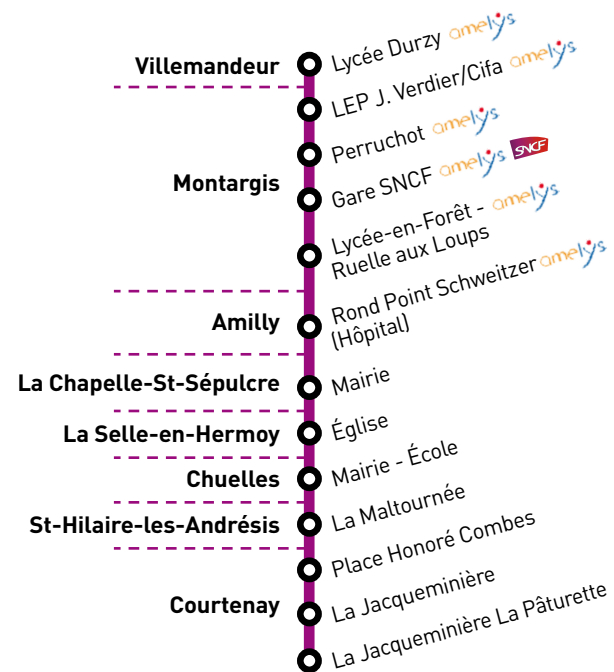 Villemandeur
Lycée Durzy amelys
LEP J. Verdier/Cifa amelys
Perruchot amelys
Montargis
Gare SNCF amelys SNCF
Lycée-en-Forêt - amelys
Ruelle aux Loups
Amilly
Rond Point Schweitzer amelys
(Hôpital)
La Chapelle-St-Sépulcre
Mairie
La Selle-en-Hermoy
Église
Chuelles
Mairie - École
St-Hilaire-les-Andrésis
La Maltournée
Place Honoré Combes
Courtenay
La Jacqueminière
La Jacqueminière La Pâturette